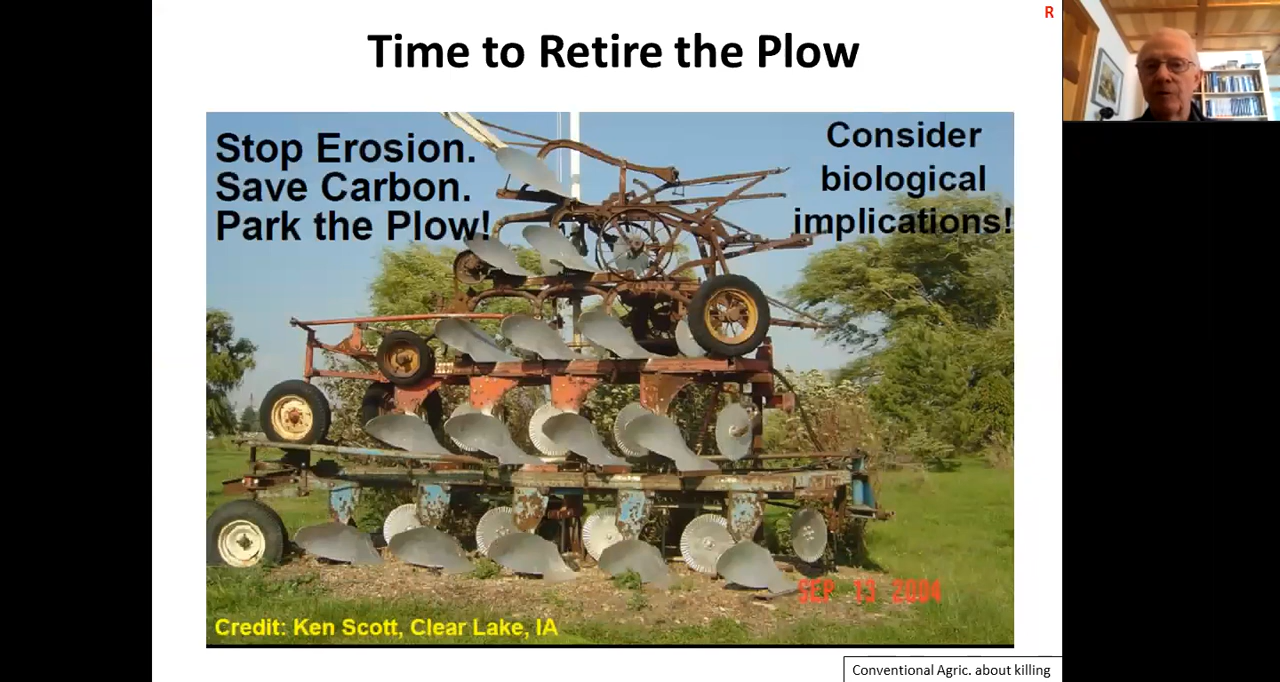 R
Time to Retire the Plow
Stop Erosion.
Save Carbon.
Park the Plow!
Consider
biological
implications!
SEP 13 2004
Credit: Ken Scott, Clear Lake, IA
Conventional Agric. about killing